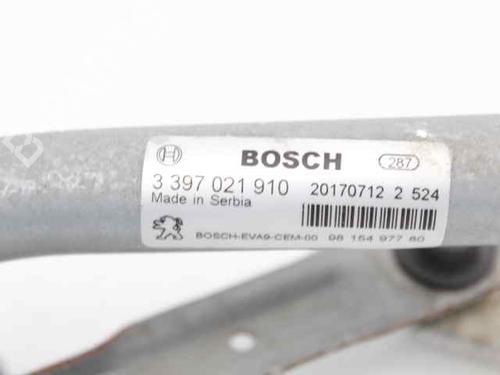 BOSCH 287
3 397 021 910 20170712 2 524
Made in Serbia
BOSCH-EVA9-CEM-00 98 154 977 80